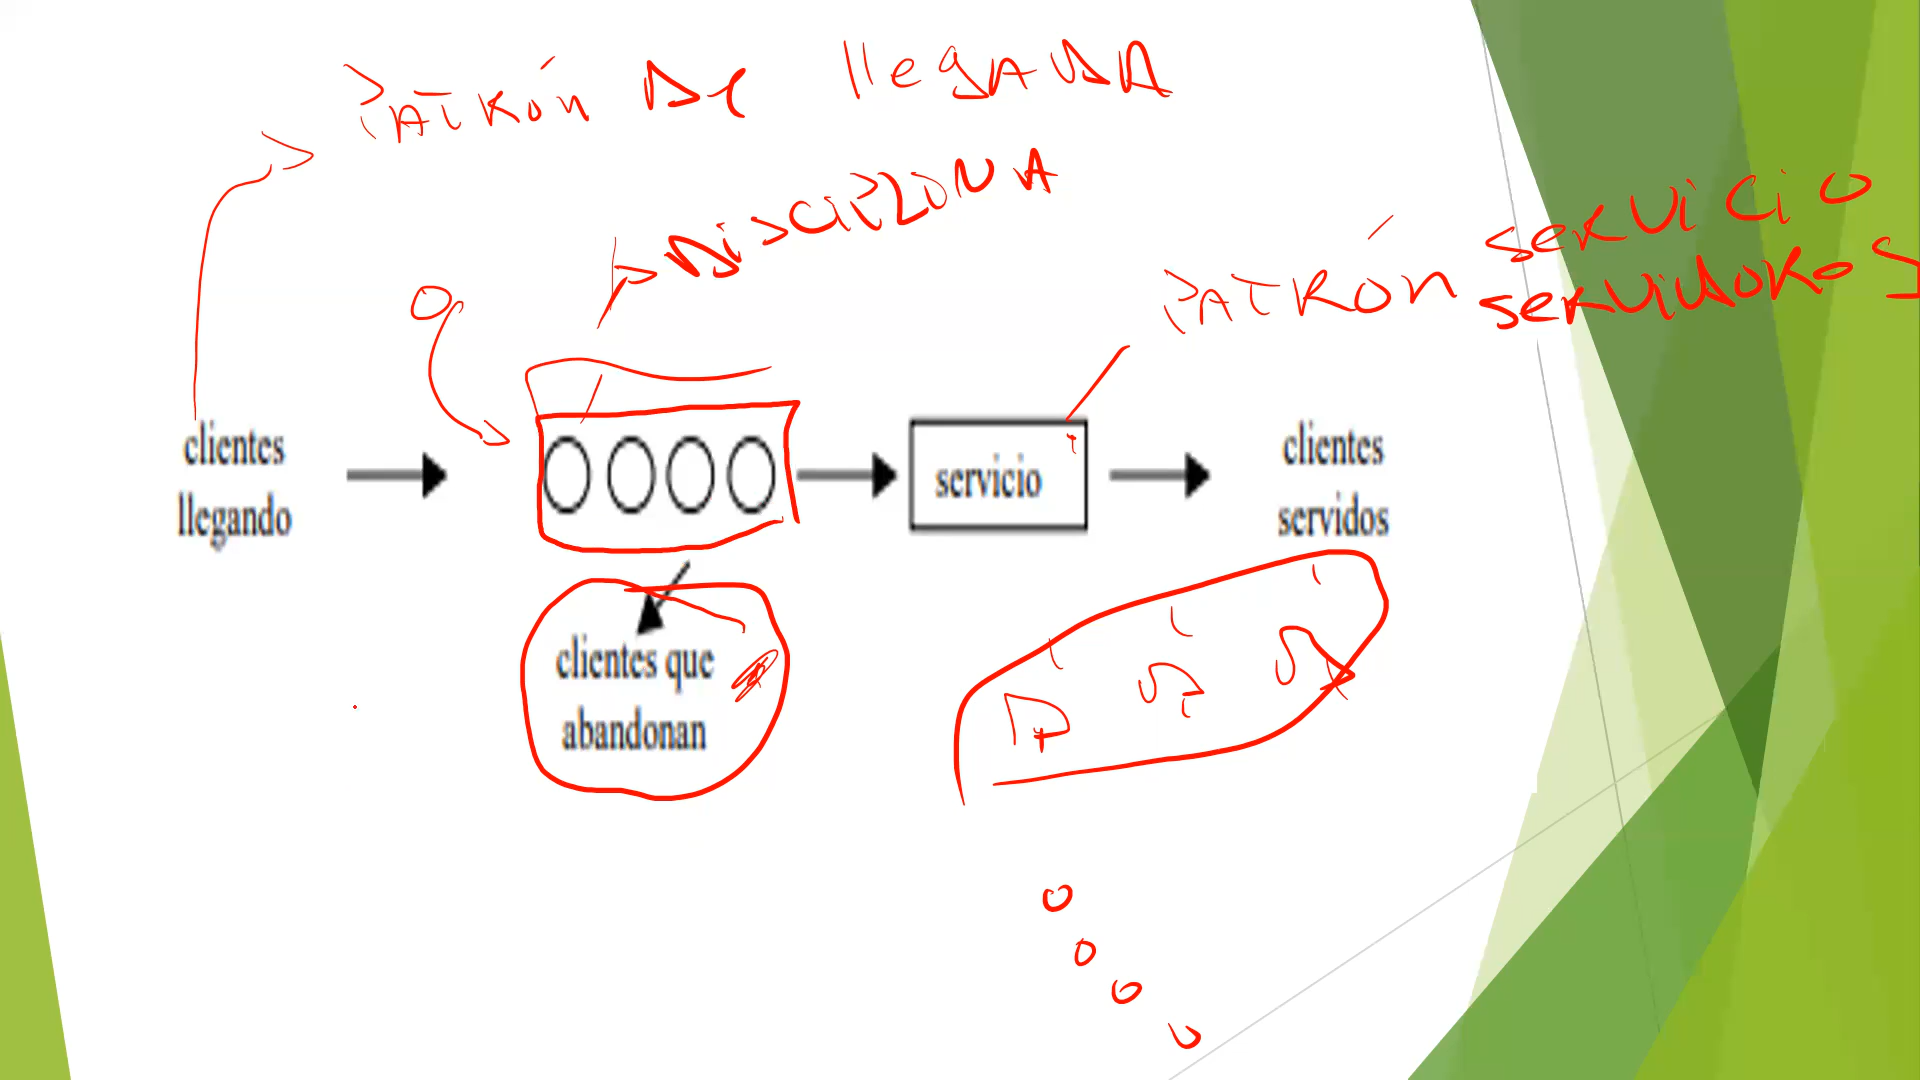 PATRÓN DE llegADA
DiSCiPLINA
SERVICIO
PATRÓN SERVIDORES
clientes
llegando
servicio
clientes
servidos
clientes que
abandonan